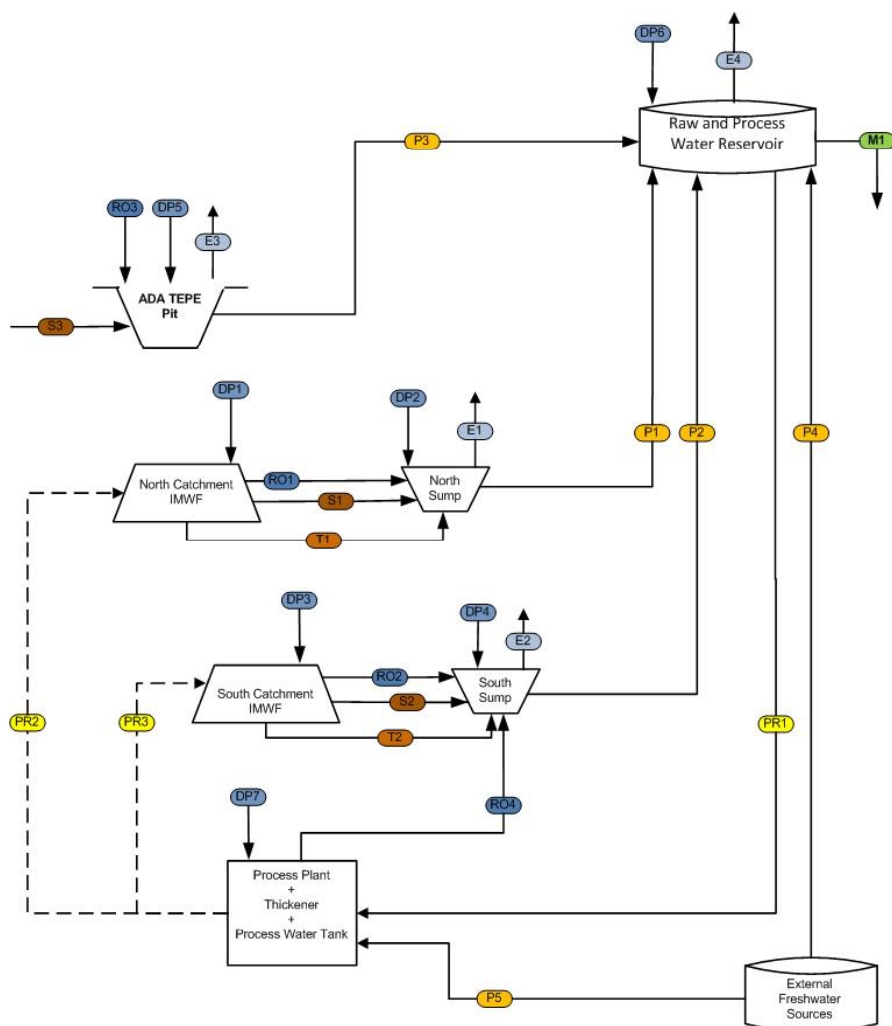 DP6
E4
Raw and Process
Water Reservoir
M1
P3
RO3
DP5
E3
ADA TEPE
Pit
S3
DP1
DP2
E1
P1
P2
P4
North Catchment
IMWF
RO1
S1
North
Sump
T1
DP3
DP4
E2
South Catchment
IMWF
RO2
S2
South
Sump
T2
PR2
PR3
PR1
DP7
RO4
Process Plant
+
Thickener
+
Process Water Tank
P5
External
Freshwater
Sources